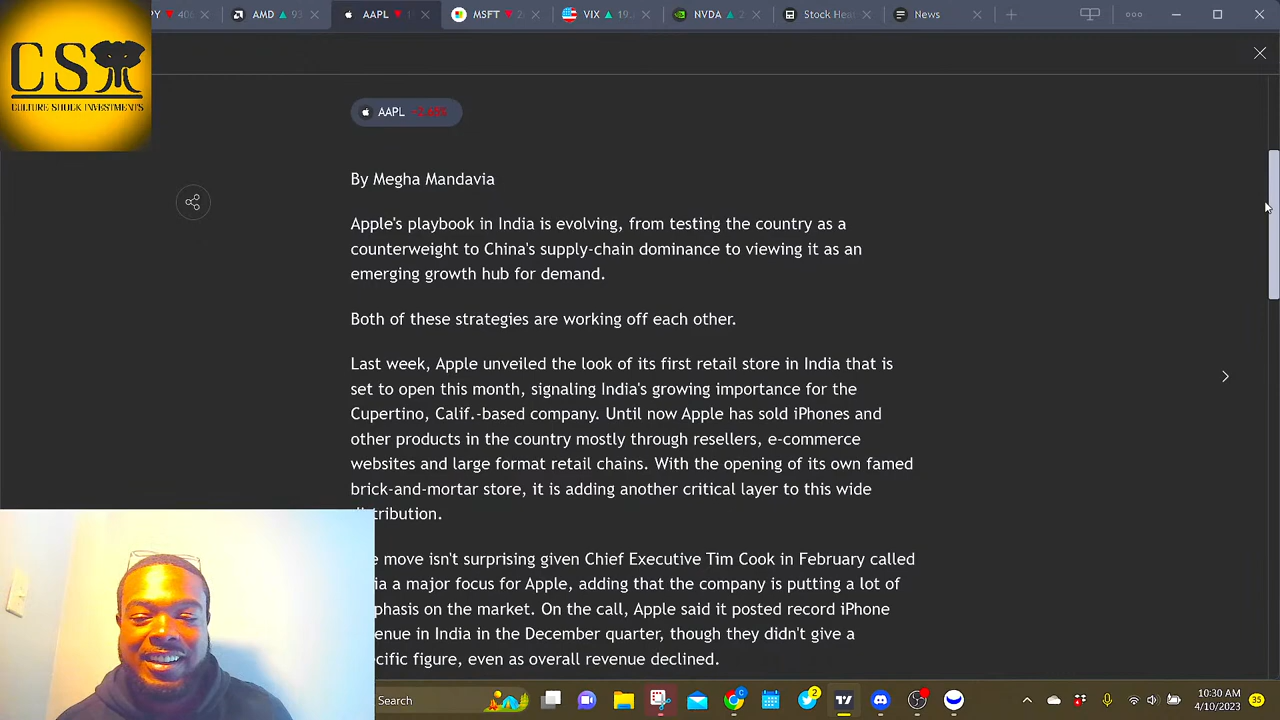 AMD
AAPL
MSFT
VIX
NVDA
Stock Hea
News
CS
CULTURE SHOCK INVESTMENTS
AAPL
By Megha Mandavia
Apple's playbook in India is evolving, from testing the country as a
counterweight to China's supply-chain dominance to viewing it as an
emerging growth hub for demand.
Both of these strategies are working off each other.
Last week, Apple unveiled the look of its first retail store in India that is
set to open this month, signaling India's growing importance for the
Cupertino, Calif.-based company. Until now Apple has sold iPhones and
other products in the country mostly through resellers, e-commerce
websites and large format retail chains. With the opening of its own famed
brick-and-mortar store, it is adding another critical layer to this wide
tribution.
e move isn't surprising given Chief Executive Tim Cook in February called
ia a major focus for Apple, adding that the company is putting a lot of
phasis on the market. On the call, Apple said it posted record iPhone
enue in India in the December quarter, though they didn't give a
ecific figure, even as overall revenue declined.
Search
2
10:30 AM
4/10/2023
35